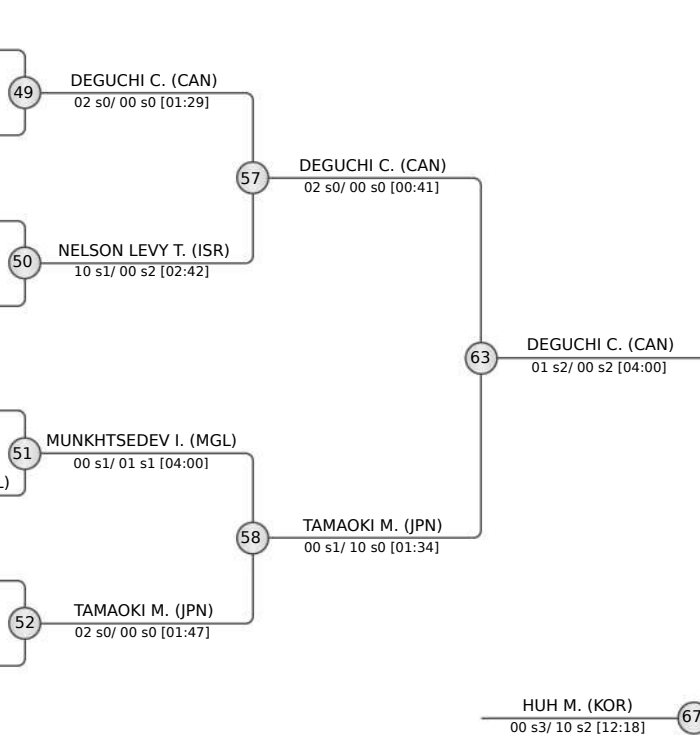 49
DEGUCHI C. (CAN)
02 s0/ 00 s0 [01:29]
57
DEGUCHI C. (CAN)
02 s0/ 00 s0 [00:41]
50
NELSON LEVY T. (ISR)
10 s1/ 00 s2 [02:42]
63
DEGUCHI C. (CAN)
01 s2/ 00 s2 [04:00]
51
MUNKHTSEDEV I. (MGL)
00 s1/ 01 s1 [04:00]
58
TAMAOKI M. (JPN)
00 s1/ 10 s0 [01:34]
52
TAMAOKI M. (JPN)
02 s0/ 00 s0 [01:47]
HUH M. (KOR)
00 s3/ 10 s2 [12:18]
67